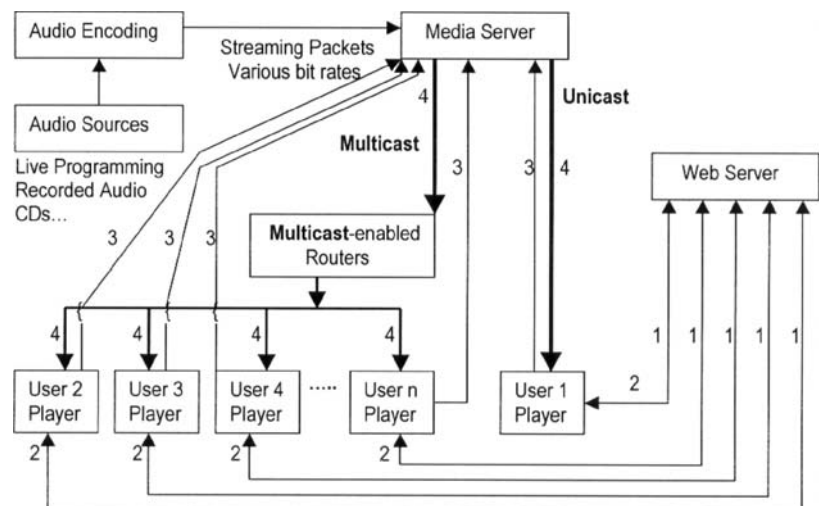 Audio Encoding
Media Server
Streaming Packets
Various bit rates
4
Unicast
Audio Sources
Multicast
Live Programming
Recorded Audio
CDs...
3
3
4
Web Server
3
3
3
Multicast-enabled
Routers
4
4
4
4
1
1
1
1
1
2
User 2
Player
User 3
Player
User 4
Player
.....
User n
Player
User 1
Player
2
2
2
2